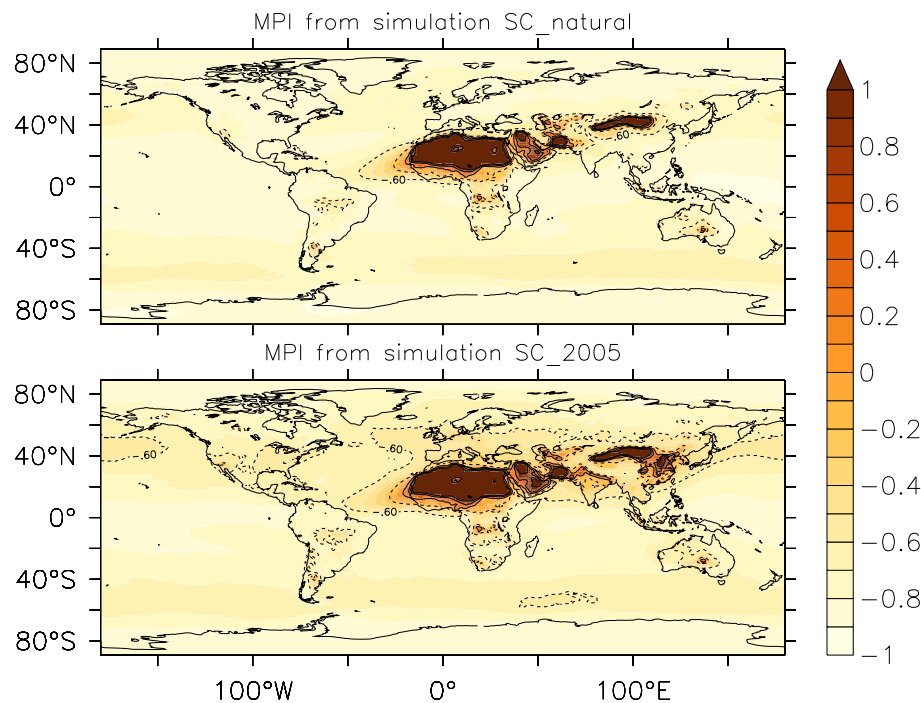 MPI from simulation SC_natural
80°N
40°N
0°
40°S
80°S
.60
.60
MPI from simulation SC_2005
80°N
40°N
0°
40°S
80°S
.60
.60
.60
100°W
0°
100°E
1
0.8
0.6
0.4
0.2
0
−0.2
−0.4
−0.6
−0.8
−1